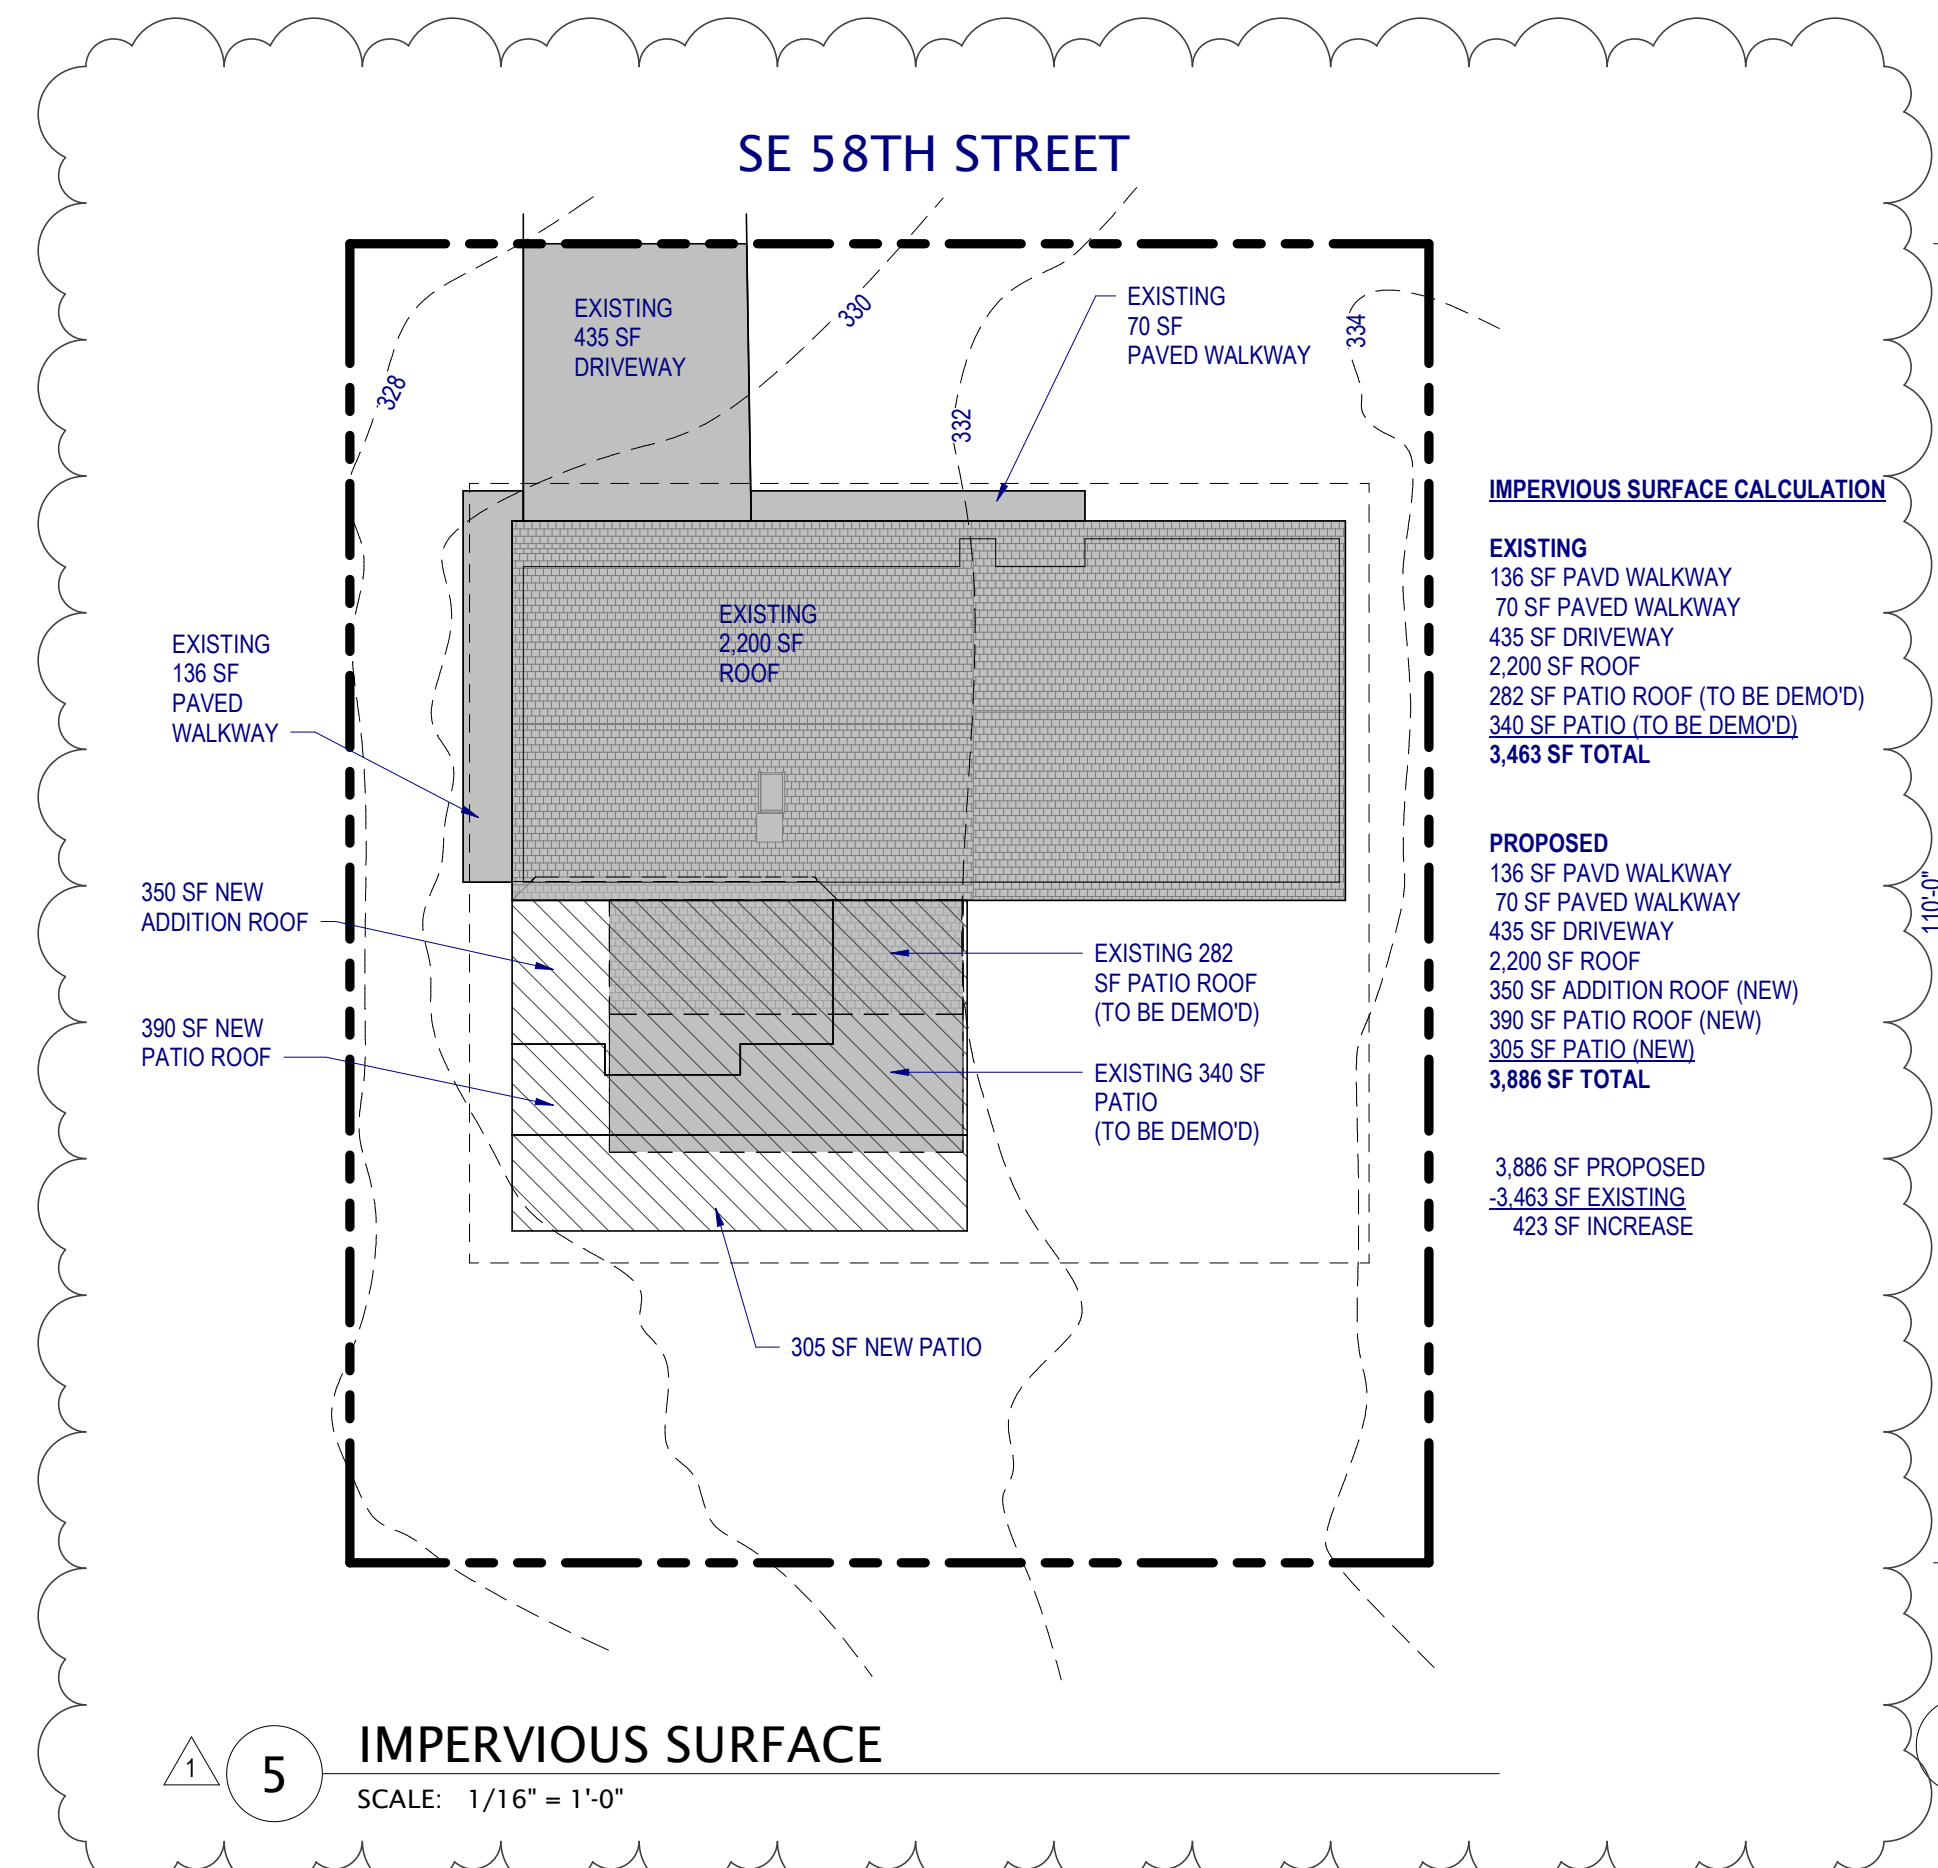 SE 58TH STREET
EXISTING
435 SF
DRIVEWAY
328
330
332
334
EXISTING
70 SF
PAVED WALKWAY
EXISTING
2,200 SF
ROOF
EXISTING
136 SF
PAVED
WALKWAY
350 SF NEW
ADDITION ROOF
390 SF NEW
PATIO ROOF
EXISTING 282
SF PATIO ROOF
(TO BE DEMO'D)
EXISTING 340 SF
PATIO
(TO BE DEMO'D)
305 SF NEW PATIO
IMPERVIOUS SURFACE CALCULATION
EXISTING
136 SF PAVD WALKWAY
70 SF PAVED WALKWAY
435 SF DRIVEWAY
2,200 SF ROOF
282 SF PATIO ROOF (TO BE DEMO'D)
340 SF PATIO (TO BE DEMO'D)
3,463 SF TOTAL
PROPOSED
136 SF PAVD WALKWAY
70 SF PAVED WALKWAY
435 SF DRIVEWAY
2,200 SF ROOF
350 SF ADDITION ROOF (NEW)
390 SF PATIO ROOF (NEW)
305 SF PATIO (NEW)
3,886 SF TOTAL
3,886 SF PROPOSED
-3,463 SF EXISTING
423 SF INCREASE
110'-0"
1
5
IMPERVIOUS SURFACE
SCALE: 1/16" = 1'-0"